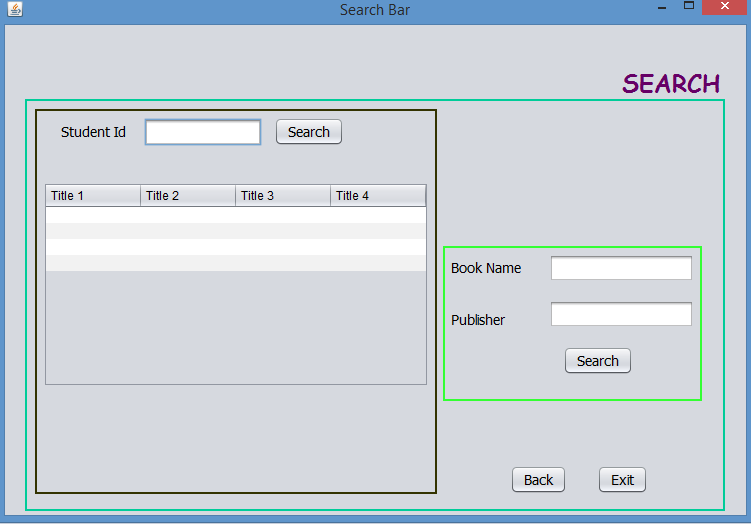 Search Bar
SEARCH
Student Id Search
Title 1 Title 2 Title 3 Title 4
Book Name
Publisher
Search
Back Exit